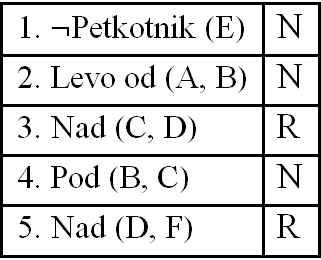 1. ¬Petkotnik (E) N
2. Levo od (A, B) N
3. Nad (C, D) R
4. Pod (B, C) N
5. Nad (D, F) R